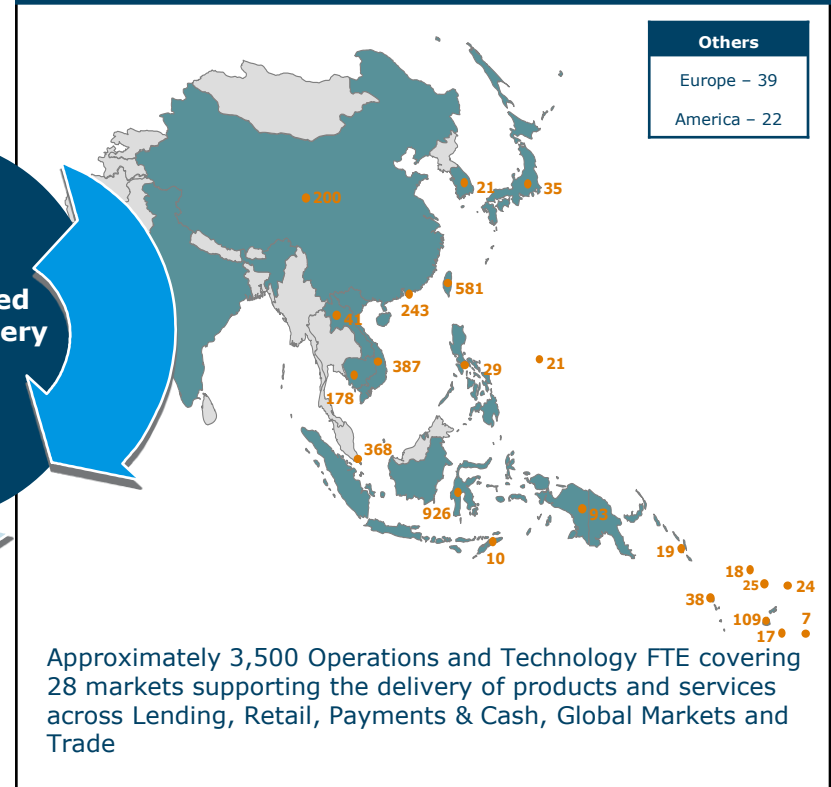 Others
Europe – 39
America – 22
21
35
200
ed
ery
581
243
41
387
29
21
178
368
926
93
10
19
18
25
24
38
109
7
17
Approximately 3,500 Operations and Technology FTE covering
28 markets supporting the delivery of products and services
across Lending, Retail, Payments & Cash, Global Markets and
Trade